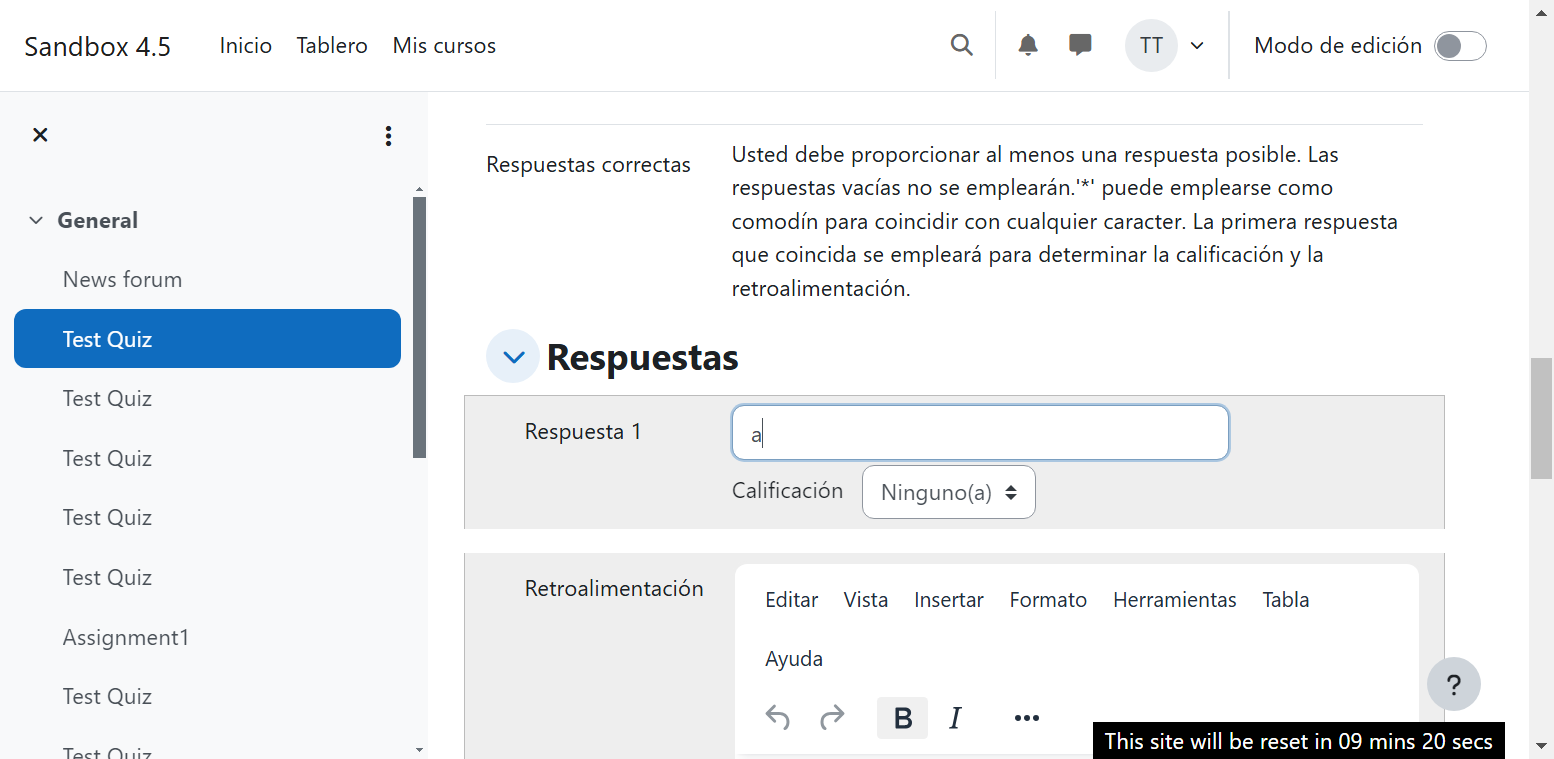 Sandbox 4.5
Inicio
Tablero
Mis cursos
TT
Modo de edición
General
News forum
Test Quiz
Test Quiz
Test Quiz
Test Quiz
Test Quiz
Assignment1
Test Quiz
Test Quiz
Respuestas correctas
Usted debe proporcionar al menos una respuesta posible. Las
respuestas vacías no se emplearán.'*' puede emplearse como
comodín para coincidir con cualquier caracter. La primera respuesta
que coincida se empleará para determinar la calificación y la
retroalimentación.
Respuestas
Respuesta 1
a
Calificación
Ninguno(a)
Retroalimentación
Editar
Vista
Insertar
Formato
Herramientas
Tabla
Ayuda
B
I
?
This site will be reset in 09 mins 20 secs